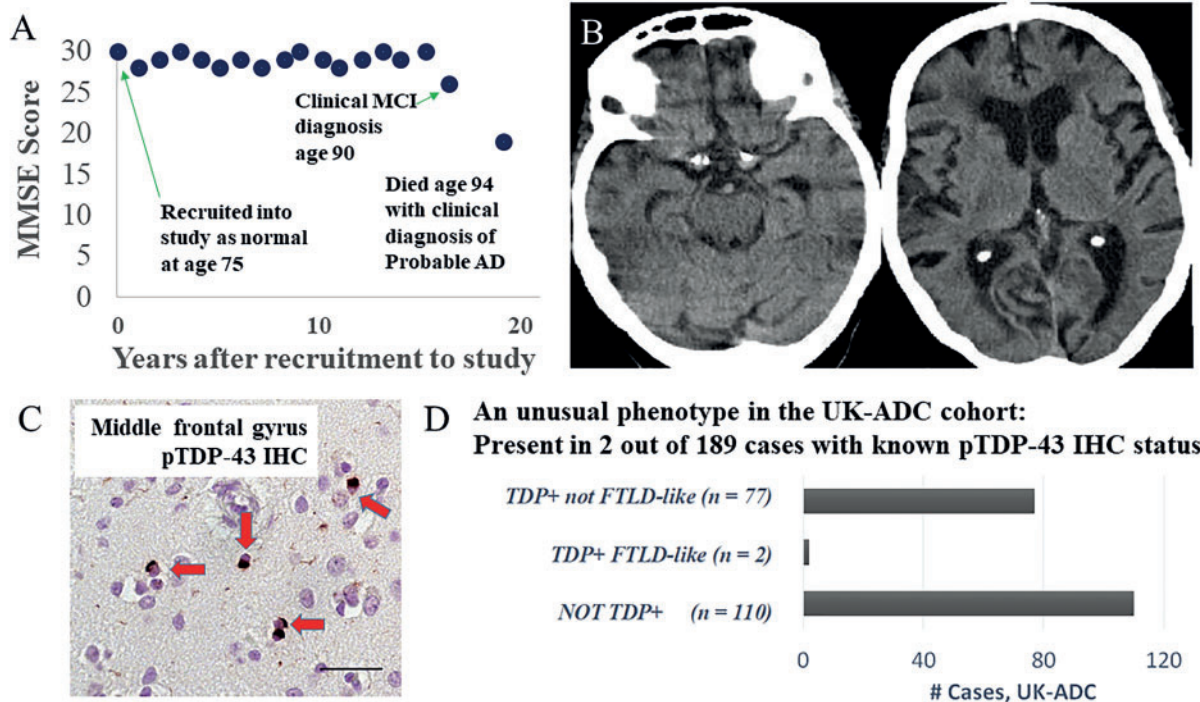 A
MMSE Score
30
25
20
15
10
5
0
Clinical MCI
diagnosis
age 90
Recruited into
study as normal
at age 75
Died age 94
with clinical
diagnosis of
Probable AD
0
10
20
Years after recruitment to study
B
C
Middle frontal gyrus
pTDP-43 IHC
D
An unusual phenotype in the UK-ADC cohort:
Present in 2 out of 189 cases with known pTDP-43 IHC status
TDP+ not FTLD-like (n = 77)
TDP+ FTLD-like (n = 2)
NOT TDP+ (n = 110)
0
40
80
120
# Cases, UK-ADC